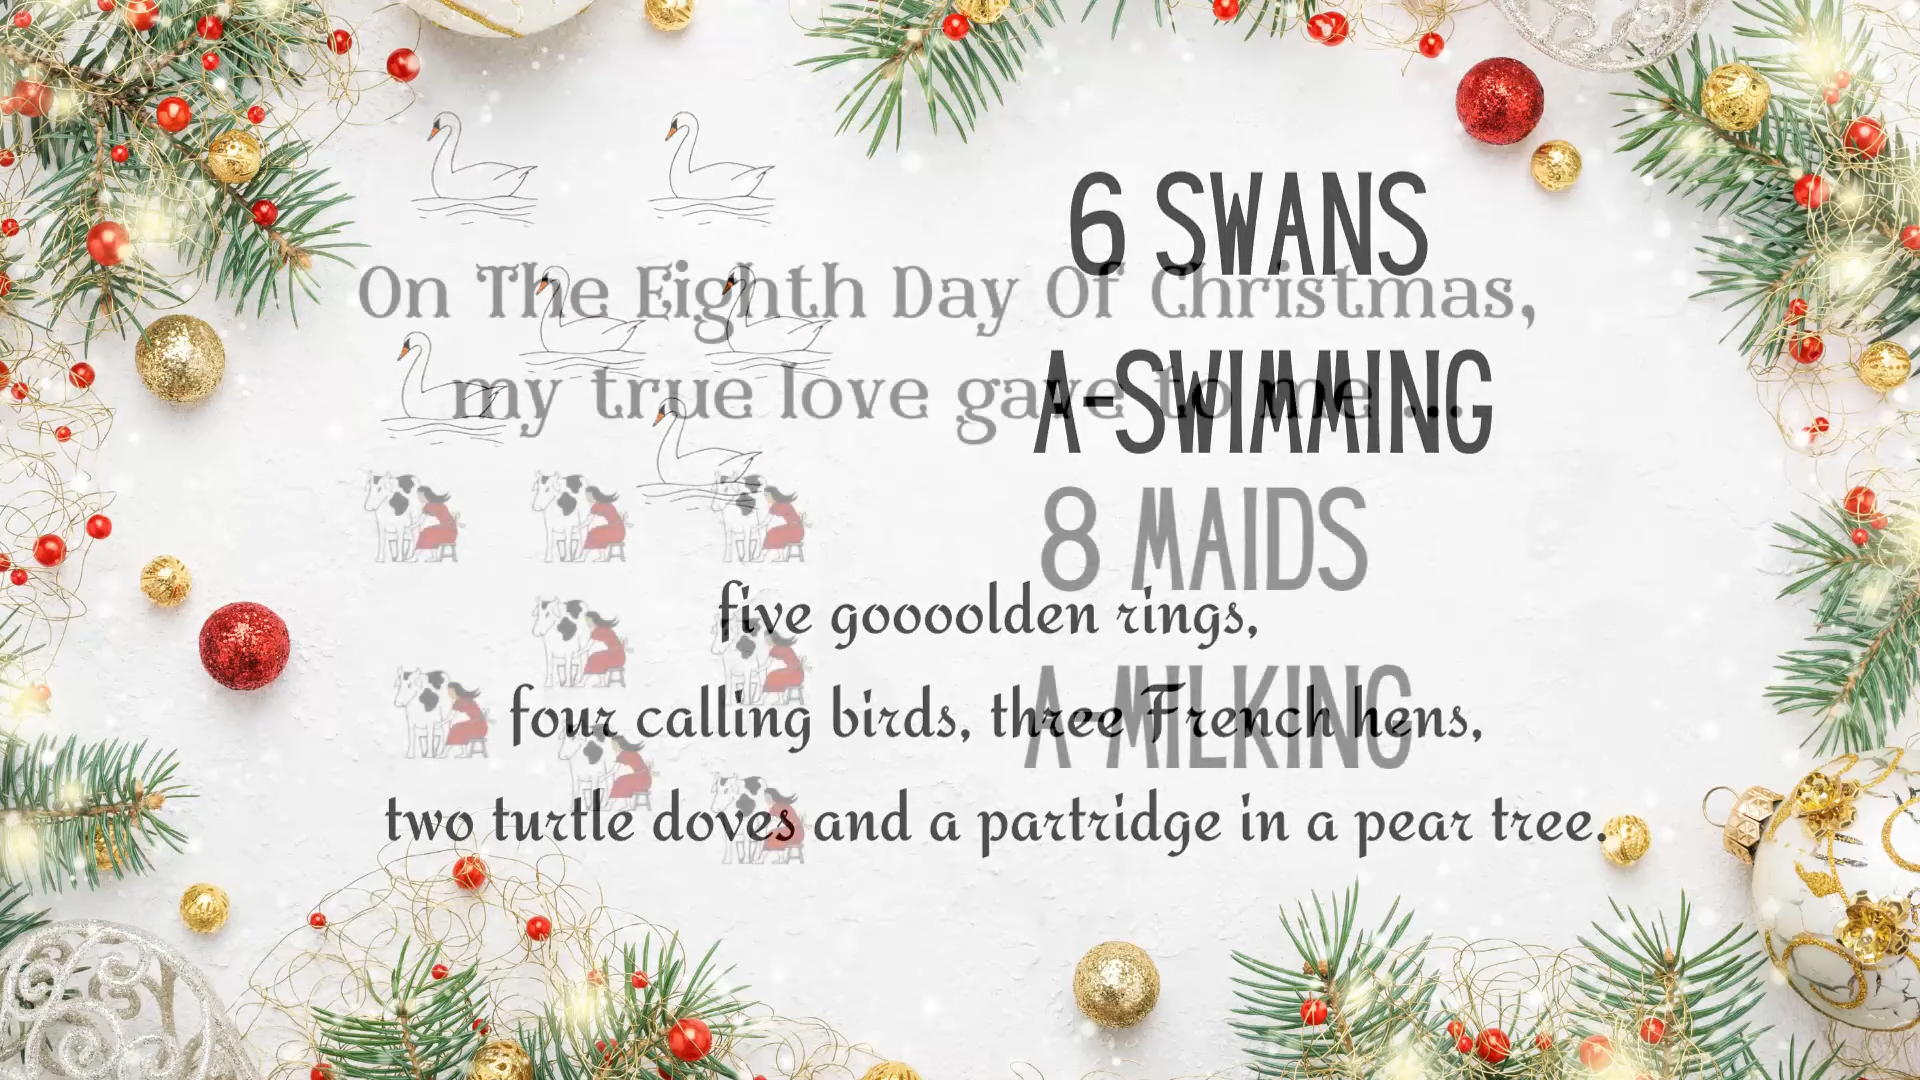 6 SWANS
On The Eighth Day Of Christmas,
A-SWIMMING
my true love gave to me ...
8 MAIDS
five goooolden rings,
A-MILKING
four calling birds, three French hens,
two turtle doves and a partridge in a pear tree.